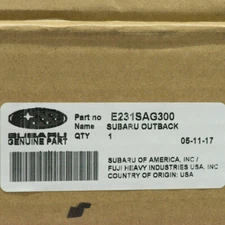 Part no E231SAG300
Name SUBARU OUTBACK
QTY 1 05-11-17
SUBARU
GENUINE PART
SUBARU OF AMERICA, INC /
FUJI HEAVY INDUSTRIES USA, INC
COUNTRY OF ORIGIN: USA